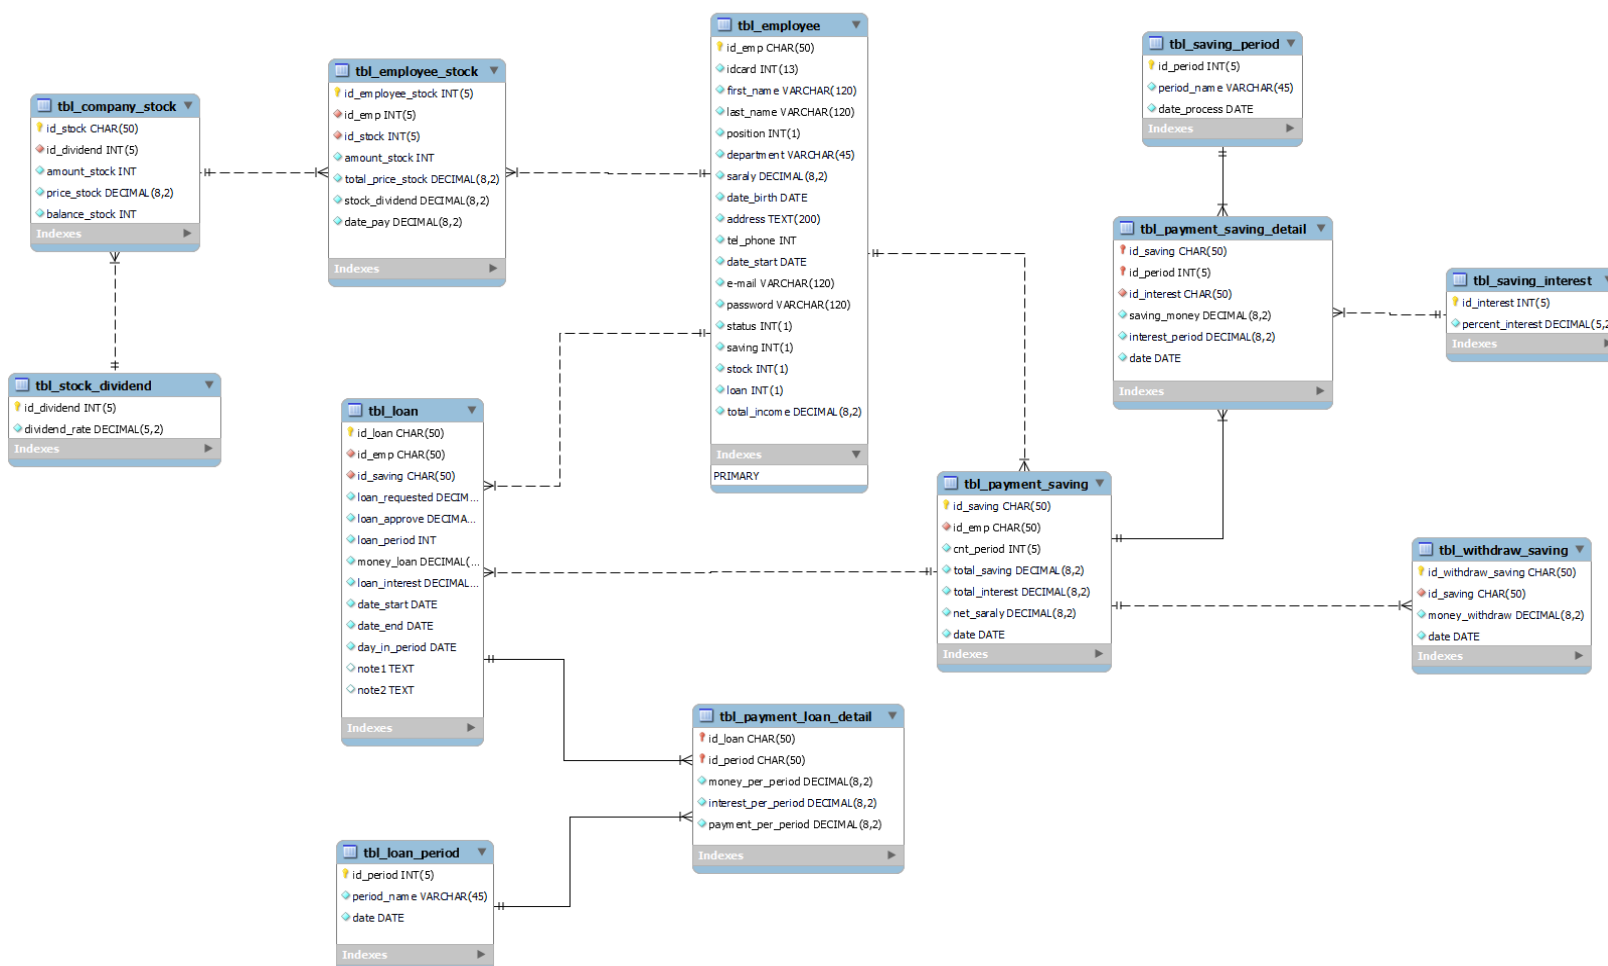 tbl_company_stock
id_stock CHAR(50)
id_dividend INT(5)
amount_stock INT
price_stock DECIMAL(8,2)
balance_stock INT
Indexes
tbl_stock_dividend
id_dividend INT(5)
dividend_rate DECIMAL(5,2)
Indexes
tbl_employee_stock
id_employee_stock INT(5)
id_emp INT(5)
id_stock INT(5)
amount_stock INT
total_price_stock DECIMAL(8,2)
stock_dividend DECIMAL(8,2)
date_pay DECIMAL(8,2)
Indexes
tbl_loan
id_loan CHAR(50)
id_emp CHAR(50)
id_saving CHAR(50)
loan_requested DECIM...
loan_approve DECIMA...
loan_period INT
money_loan DECIMAL(...
loan_interest DECIMAL...
date_start DATE
date_end DATE
day_in_period DATE
note1 TEXT
note2 TEXT
Indexes
tbl_loan_period
id_period INT(5)
period_name VARCHAR(45)
date DATE
Indexes
tbl_employee
id_emp CHAR(50)
idcard INT(13)
first_name VARCHAR(120)
last_name VARCHAR(120)
position INT(1)
department VARCHAR(45)
saraly DECIMAL(8,2)
date_birth DATE
address TEXT(200)
tel_phone INT
date_start DATE
e-mail VARCHAR(120)
password VARCHAR(120)
status INT(1)
saving INT(1)
stock INT(1)
loan INT(1)
total_income DECIMAL(8,2)
Indexes
PRIMARY
tbl_payment_loan_detail
id_loan CHAR(50)
id_period CHAR(50)
money_per_period DECIMAL(8,2)
interest_per_period DECIMAL(8,2)
payment_per_period DECIMAL(8,2)
Indexes
tbl_payment_saving
id_saving CHAR(50)
id_emp CHAR(50)
cnt_period INT(5)
total_saving DECIMAL(8,2)
total_interest DECIMAL(8,2)
net_saraly DECIMAL(8,2)
date DATE
Indexes
tbl_saving_period
id_period INT(5)
period_name VARCHAR(45)
date_process DATE
Indexes
tbl_payment_saving_detail
id_saving CHAR(50)
id_period INT(5)
id_interest CHAR(50)
saving_money DECIMAL(8,2)
interest_period DECIMAL(8,2)
date DATE
Indexes
tbl_saving_interest
id_interest INT(5)
percent_interest DECIMAL(5,2
Indexes
tbl_withdraw_saving
id_withdraw_saving CHAR(50)
id_saving CHAR(50)
money_withdraw DECIMAL(8,2)
date DATE
Indexes